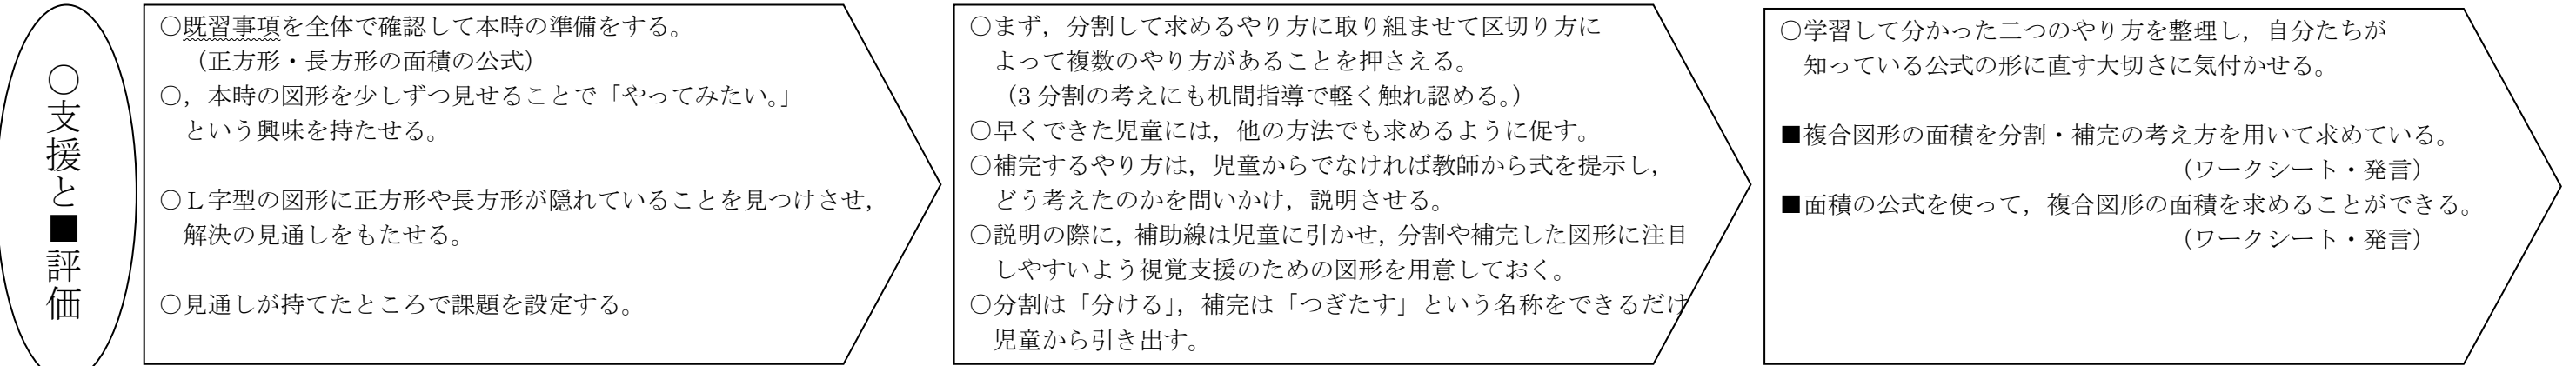 ○支援と■評価
○既習事項を全体で確認して本時の準備をする。
（正方形・長方形の面積の公式）
○，本時の図形を少しずつ見せることで「やってみたい。」
という興味を持たせる。
○Ｌ字型の図形に正方形や長方形が隠れていることを見つけさせ，
解決の見通しをもたせる。
○見通しが持てたところで課題を設定する。
○まず，分割して求めるやり方に取り組ませて区切り方に
よって複数のやり方があることを押さえる。
（3分割の考えにも机間指導で軽く触れ認める。）
○早くできた児童には，他の方法でも求めるように促す。
○補完するやり方は，児童からでなければ教師から式を提示し，
どう考えたのかを問いかけ，説明させる。
○説明の際に，補助線は児童に引かせ，分割や補完した図形に注目
しやすいよう視覚支援のための図形を用意しておく。
○分割は「分ける」，補完は「つぎたす」という名称をできるだけ
児童から引き出す。
○学習して分かった二つのやり方を整理し，自分たちが
知っている公式の形に直す大切さに気付かせる。
■複合図形の面積を分割・補完の考え方を用いて求めている。
（ワークシート・発言）
■面積の公式を使って，複合図形の面積を求めることができる。
（ワークシート・発言）